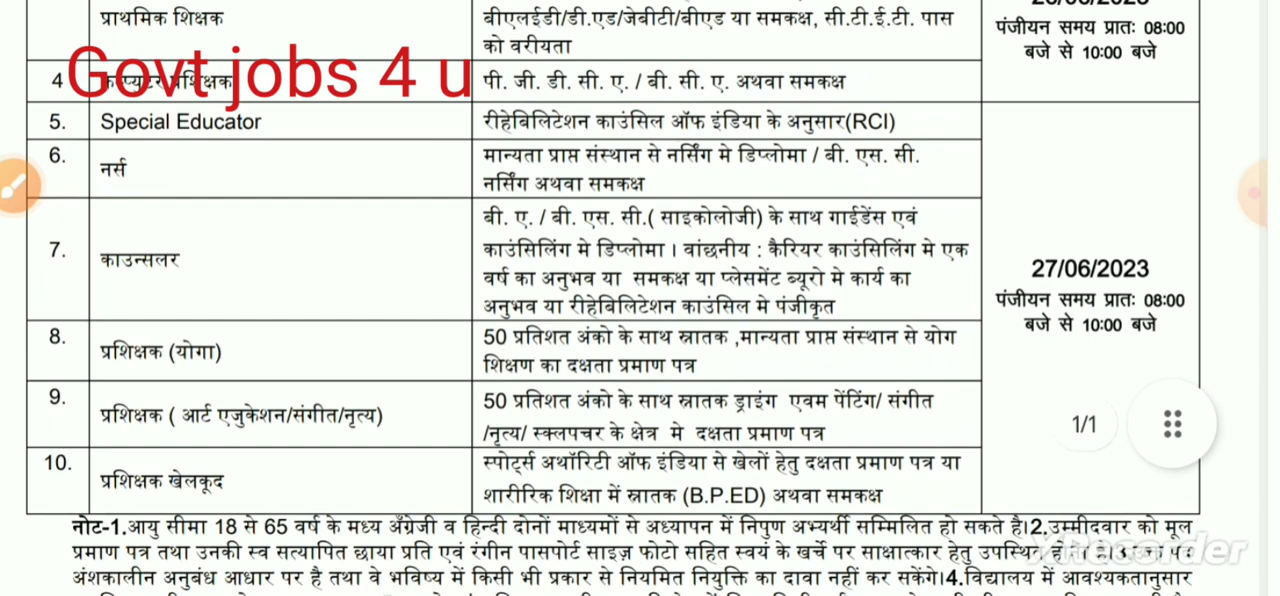 प्राथमिक शिक्षक
बीएलईडी/डी.एड/जेबीटी/बीएड या समकक्ष, सी.टी.ई.टी. पास
को वरीयता
पंजीयन समय प्रातः 08:00
बजे से 10:00 बजे
Govt jobs 4 u
4
प्रशिक्षक
पी. जी. डी. सी. ए. / बी. सी. ए. अथवा समकक्ष
5.
Special Educator
रीहेबिलिटेशन काउंसिल ऑफ इंडिया के अनुसार(RCI)
6.
नर्स
मान्यता प्राप्त संस्थान से नर्सिंग मे डिप्लोमा / बी. एस. सी.
नर्सिंग अथवा समकक्ष
7.
काउन्सलर
बी. ए. / बी. एस. सी.( साइकोलोजी) के साथ गाईडेंस एवं
काउंसिलिंग मे डिप्लोमा । वांछनीय : कैरियर काउंसिलिंग मे एक
वर्ष का अनुभव या समकक्ष या प्लेसमेंट ब्यूरो मे कार्य का
अनुभव या रीहेबिलिटेशन काउंसिल मे पंजीकृत
27/06/2023
पंजीयन समय प्रातः 08:00
बजे से 10:00 बजे
8.
प्रशिक्षक (योगा)
50 प्रतिशत अंको के साथ स्नातक ,मान्यता प्राप्त संस्थान से योग
शिक्षण का दक्षता प्रमाण पत्र
9.
प्रशिक्षक ( आर्ट एजुकेशन/संगीत/नृत्य)
50 प्रतिशत अंको के साथ स्नातक ड्राइंग एवम पेंटिंग/ संगीत
/नृत्य/ स्क्लपचर के क्षेत्र मे दक्षता प्रमाण पत्र
1/1
10.
प्रशिक्षक खेलकूद
स्पोर्ट्स अथॉरिटी ऑफ इंडिया से खेलों हेतु दक्षता प्रमाण पत्र या
शारीरिक शिक्षा में स्नातक (B.P.ED) अथवा समकक्ष
नोट-1.आयु सीमा 18 से 65 वर्ष के मध्य अँग्रेजी व हिन्दी दोनों माध्यमों से अध्यापन में निपुण अभ्यर्थी सम्मिलित हो सकते है।2.उम्मीदवार को मूल
प्रमाण पत्र तथा उनकी स्व सत्यापित छाया प्रति एवं रंगीन पासपोर्ट साइज़ फोटो सहित स्वयं के खर्चे पर साक्षात्कार हेतु
XRecorder
अंशकालीन अनुबंध आधार पर है तथा वे भविष्य में किसी भी प्रकार से नियमित नियुक्ति का दावा नहीं कर सकेंगे।4.विद्यालय में आवश्यकतानुसार